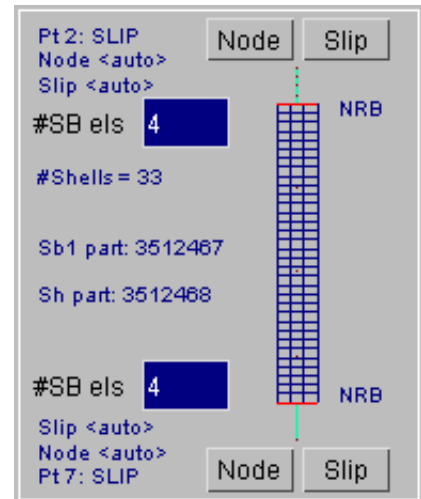 Pt 2: SLIP
Node Slip
Node <auto>
Slip <auto>
#SB els 4
NRB
#Shells = 33
Sb1 part: 3512467
Sh part: 3512468
#SB els 4
NRB
Slip <auto>
Node <auto>
Pt 7: SLIP
Node Slip